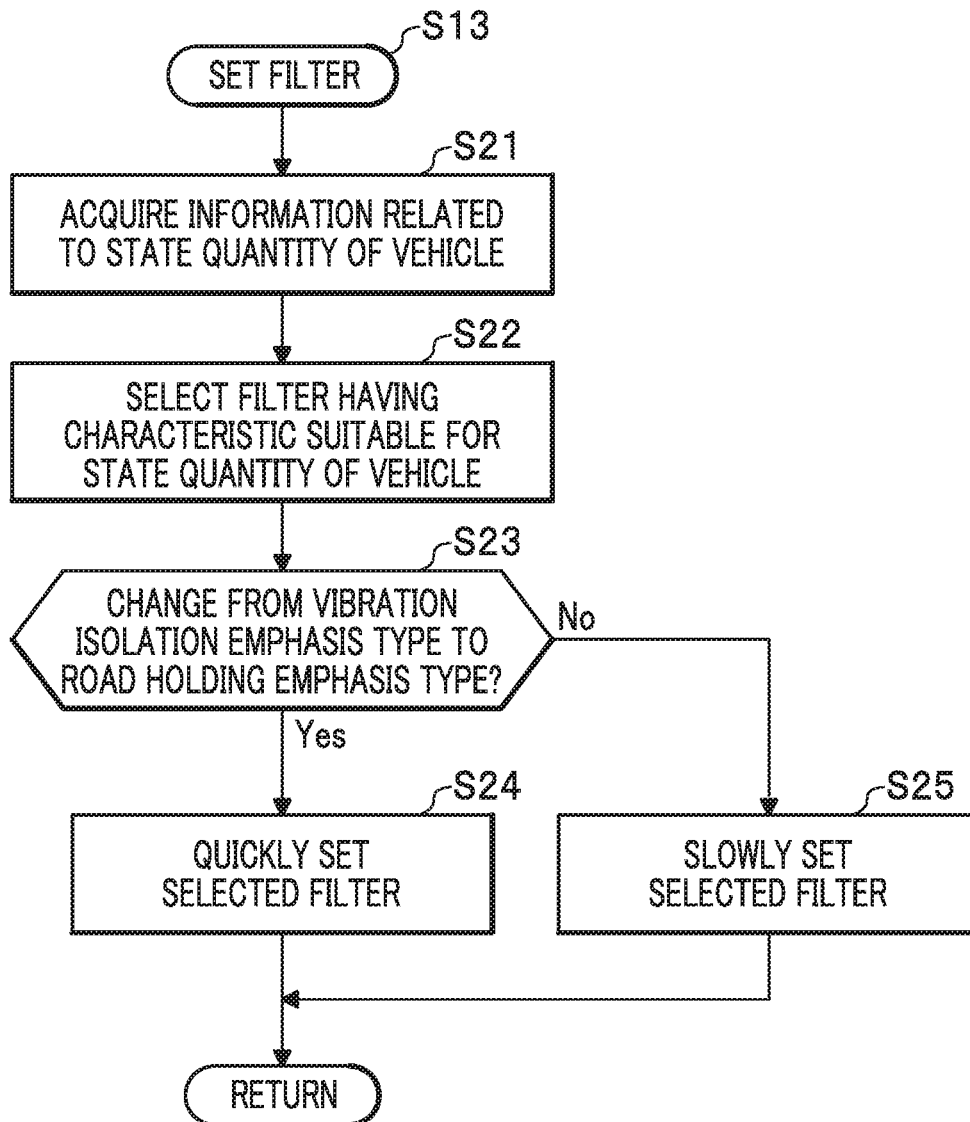 S13
SET FILTER
S21
ACQUIRE INFORMATION RELATED
TO STATE QUANTITY OF VEHICLE
S22
SELECT FILTER HAVING
CHARACTERISTIC SUITABLE FOR
STATE QUANTITY OF VEHICLE
S23
CHANGE FROM VIBRATION
ISOLATION EMPHASIS TYPE TO
ROAD HOLDING EMPHASIS TYPE?
No
Yes
S24
QUICKLY SET
SELECTED FILTER
S25
SLOWLY SET
SELECTED FILTER
RETURN